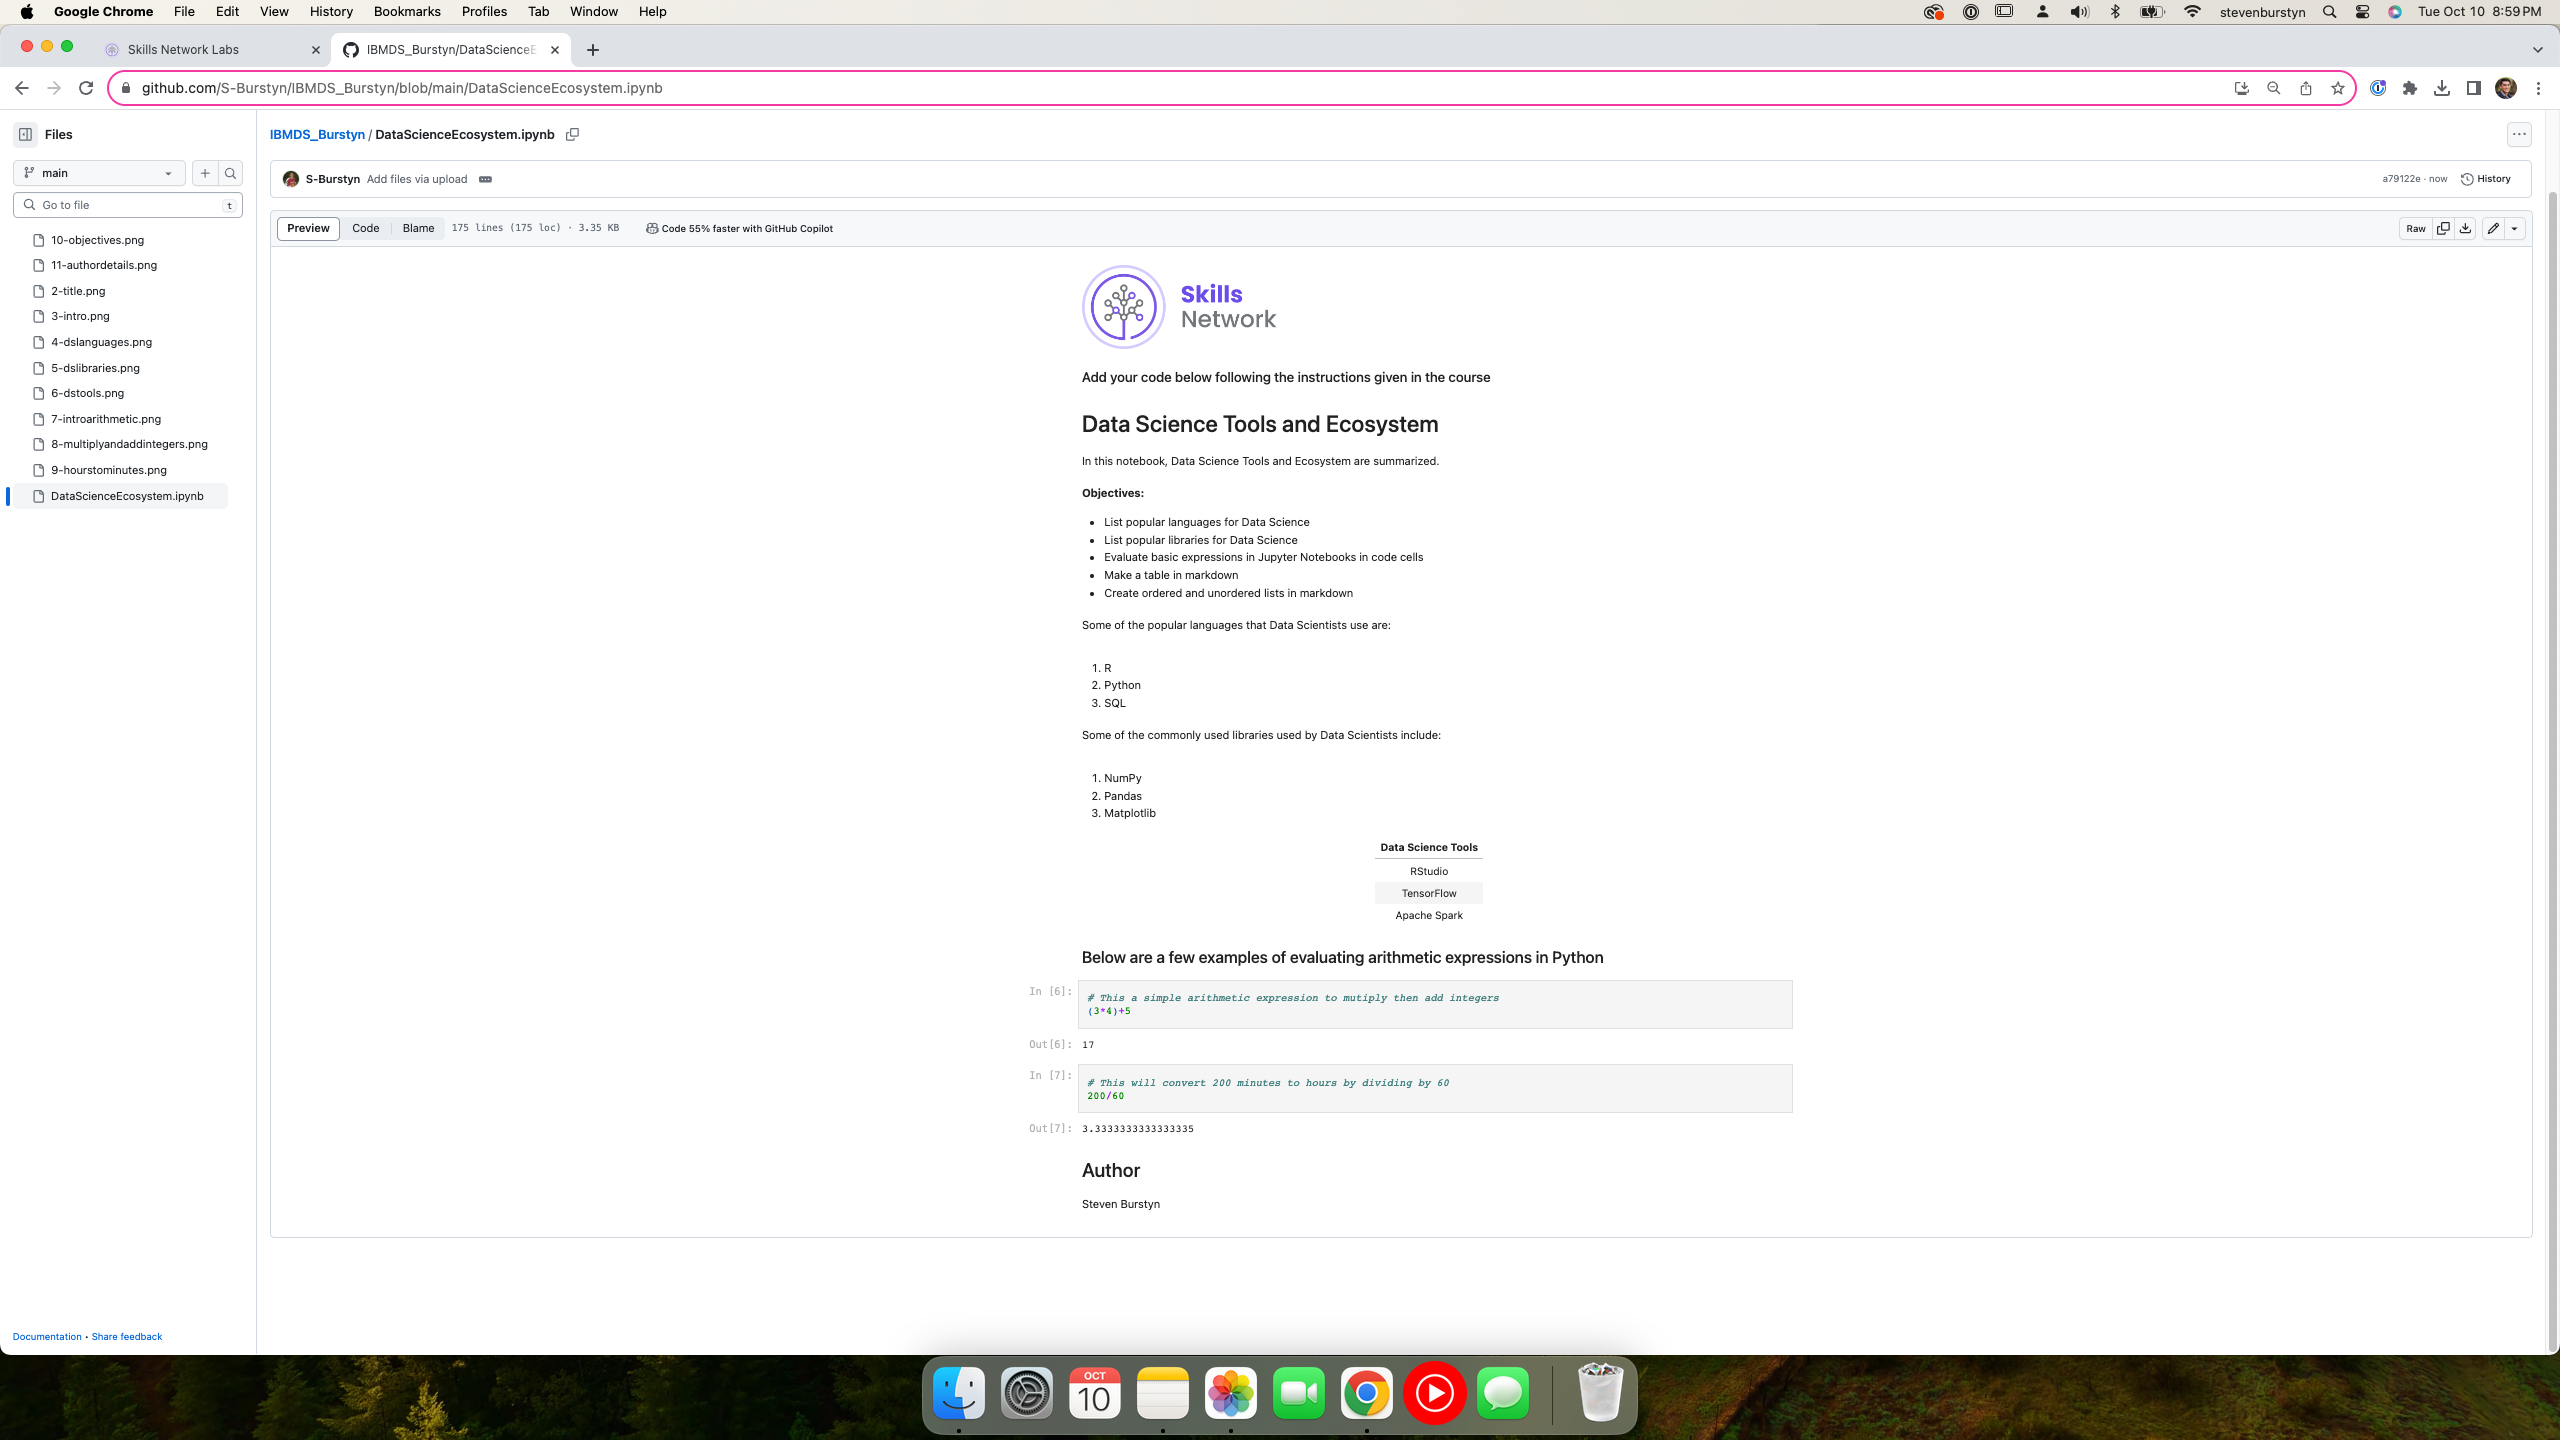 Google Chrome File Edit View History Bookmarks Profiles Tab Window Help stevenburstyn Tue Oct 10 8:59 PM
Skills Network Labs IBMDS_Burstyn/DataScienceE
github.com/S-Burstyn/IBMDS_Burstyn/blob/main/DataScienceEcosystem.ipynb
Files
main
Go to file t
10-objectives.png
11-authordetails.png
2-title.png
3-intro.png
4-dslanguages.png
5-dslibraries.png
6-dstools.png
7-introarithmetic.png
8-multiplyandaddintegers.png
9-hourstominutes.png
DataScienceEcosystem.ipynb
Documentation • Share feedback
IBMDS_Burstyn / DataScienceEcosystem.ipynb
S-Burstyn Add files via upload a79122e · now History
Preview Code Blame 175 lines (175 loc) · 3.35 KB Code 55% faster with GitHub Copilot Raw
Skills
Network
Add your code below following the instructions given in the course
Data Science Tools and Ecosystem
In this notebook, Data Science Tools and Ecosystem are summarized.
Objectives:
• List popular languages for Data Science
• List popular libraries for Data Science
• Evaluate basic expressions in Jupyter Notebooks in code cells
• Make a table in markdown
• Create ordered and unordered lists in markdown
Some of the popular languages that Data Scientists use are:
1. R
2. Python
3. SQL
Some of the commonly used libraries used by Data Scientists include:
1. NumPy
2. Pandas
3. Matplotlib
Data Science Tools
RStudio
TensorFlow
Apache Spark
Below are a few examples of evaluating arithmetic expressions in Python
In [6]: # This a simple arithmetic expression to mutiply then add integers
(3*4)+5
Out[6]: 17
In [7]: # This will convert 200 minutes to hours by dividing by 60
200/60
Out[7]: 3.3333333333333335
Author
Steven Burstyn
OCT
10